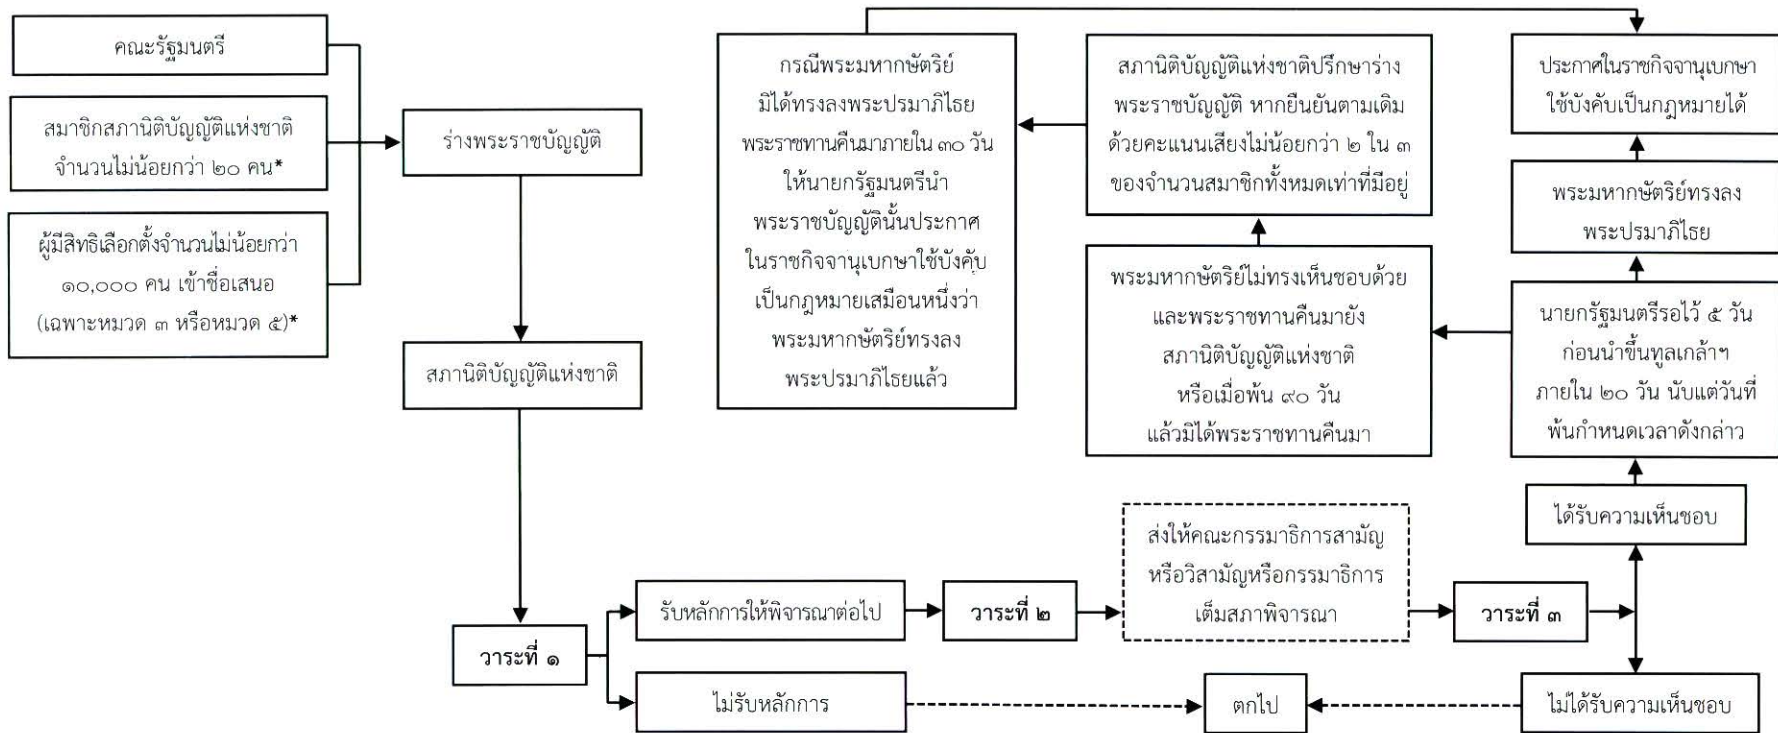 คณะรัฐมนตรี
สมาชิกสภานิติบัญญัติแห่งชาติ
จำนวนไม่น้อยกว่า ๒๐ คน*
ผู้มีสิทธิเลือกตั้งจำนวนไม่น้อยกว่า
๑๐,๐๐๐ คน เข้าชื่อเสนอ
(เฉพาะหมวด ๓ หรือหมวด ๕)*
ร่างพระราชบัญญัติ
สภานิติบัญญัติแห่งชาติ
วาระที่ ๑
รับหลักการให้พิจารณาต่อไป
ไม่รับหลักการ
วาระที่ ๒
ส่งให้คณะกรรมาธิการสามัญ
หรือวิสามัญหรือกรรมาธิการ
เต็มสภาพิจารณา
วาระที่ ๓
ตกไป
ไม่ได้รับความเห็นชอบ
ได้รับความเห็นชอบ
นายกรัฐมนตรีรอไว้ ๕ วัน
ก่อนนำขึ้นทูลเกล้าฯ
ภายใน ๒๐ วัน นับแต่วันที่
พ้นกำหนดเวลาดังกล่าว
พระมหากษัตริย์ทรงลง
พระปรมาภิไธย
ประกาศในราชกิจจานุเบกษา
ใช้บังคับเป็นกฎหมายได้
พระมหากษัตริย์ไม่ทรงเห็นชอบด้วย
และพระราชทานคืนมายัง
สภานิติบัญญัติแห่งชาติ
หรือเมื่อพ้น ๙๐ วัน
แล้วมิได้พระราชทานคืนมา
สภานิติบัญญัติแห่งชาติปรึกษาร่าง
พระราชบัญญัติ หากยืนยันตามเดิม
ด้วยคะแนนเสียงไม่น้อยกว่า ๒ ใน ๓
ของจำนวนสมาชิกทั้งหมดเท่าที่มีอยู่
กรณีพระมหากษัตริย์
มิได้ทรงลงพระปรมาภิไธย
พระราชทานคืนมาภายใน ๓๐ วัน
ให้นายกรัฐมนตรีนำ
พระราชบัญญัตินั้นประกาศ
ในราชกิจจานุเบกษาใช้บังคับ
เป็นกฎหมายเสมือนหนึ่งว่า
พระมหากษัตริย์ทรงลง
พระปรมาภิไธยแล้ว